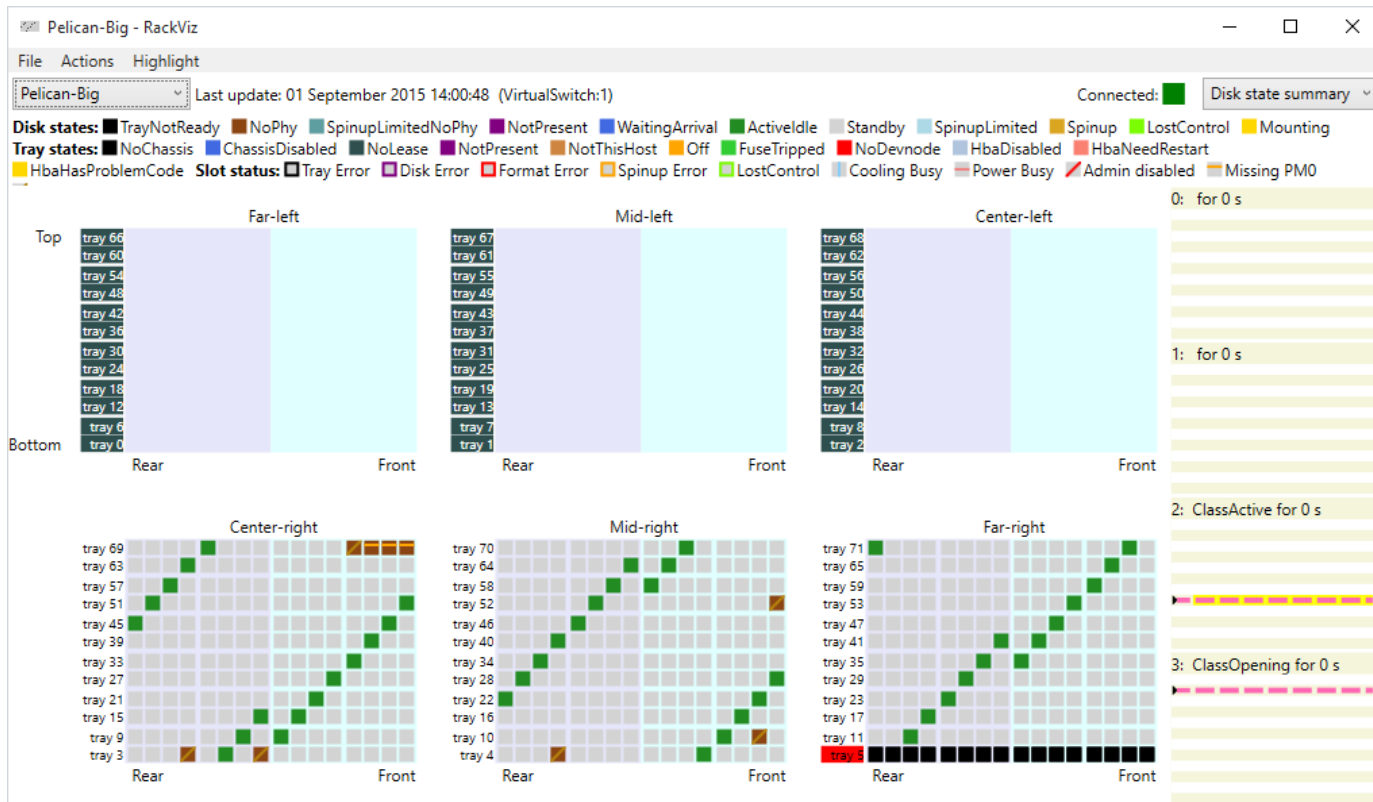 Pelican-Big - RackViz
File Actions Highlight
Pelican-Big Last update: 01 September 2015 14:00:48 (VirtualSwitch:1) Connected: Disk state summary
Disk states: TrayNotReady NoPhy SpinupLimitedNoPhy NotPresent WaitingArrival ActiveIdle Standby SpinupLimited Spinup LostControl Mounting
Tray states: NoChassis ChassisDisabled NoLease NotPresent NotThisHost Off FuseTripped NoDevnode HbaDisabled HbaNeedRestart
HbaHasProblemCode Slot status: Tray Error Disk Error Format Error Spinup Error LostControl Cooling Busy Power Busy Admin disabled Missing PM0
Far-left Mid-left Center-left
Top
tray 66 tray 67 tray 68
tray 60 tray 61 tray 62
tray 54 tray 55 tray 56
tray 48 tray 49 tray 50
tray 42 tray 43 tray 44
tray 36 tray 37 tray 38
tray 30 tray 31 tray 32
tray 24 tray 25 tray 26
tray 18 tray 19 tray 20
tray 12 tray 13 tray 14
tray 6 tray 7 tray 8
Bottom tray 0 tray 1 tray 2
Rear Front Rear Front Rear Front
Center-right Mid-right Far-right
tray 69 tray 70 tray 71
tray 63 tray 64 tray 65
tray 57 tray 58 tray 59
tray 51 tray 52 tray 53
tray 45 tray 46 tray 47
tray 39 tray 40 tray 41
tray 33 tray 34 tray 35
tray 27 tray 28 tray 29
tray 21 tray 22 tray 23
tray 15 tray 16 tray 17
tray 9 tray 10 tray 11
tray 3 tray 4 tray 5
Rear Front Rear Front Rear Front
0: for 0 s
1: for 0 s
2: ClassActive for 0 s
3: ClassOpening for 0 s